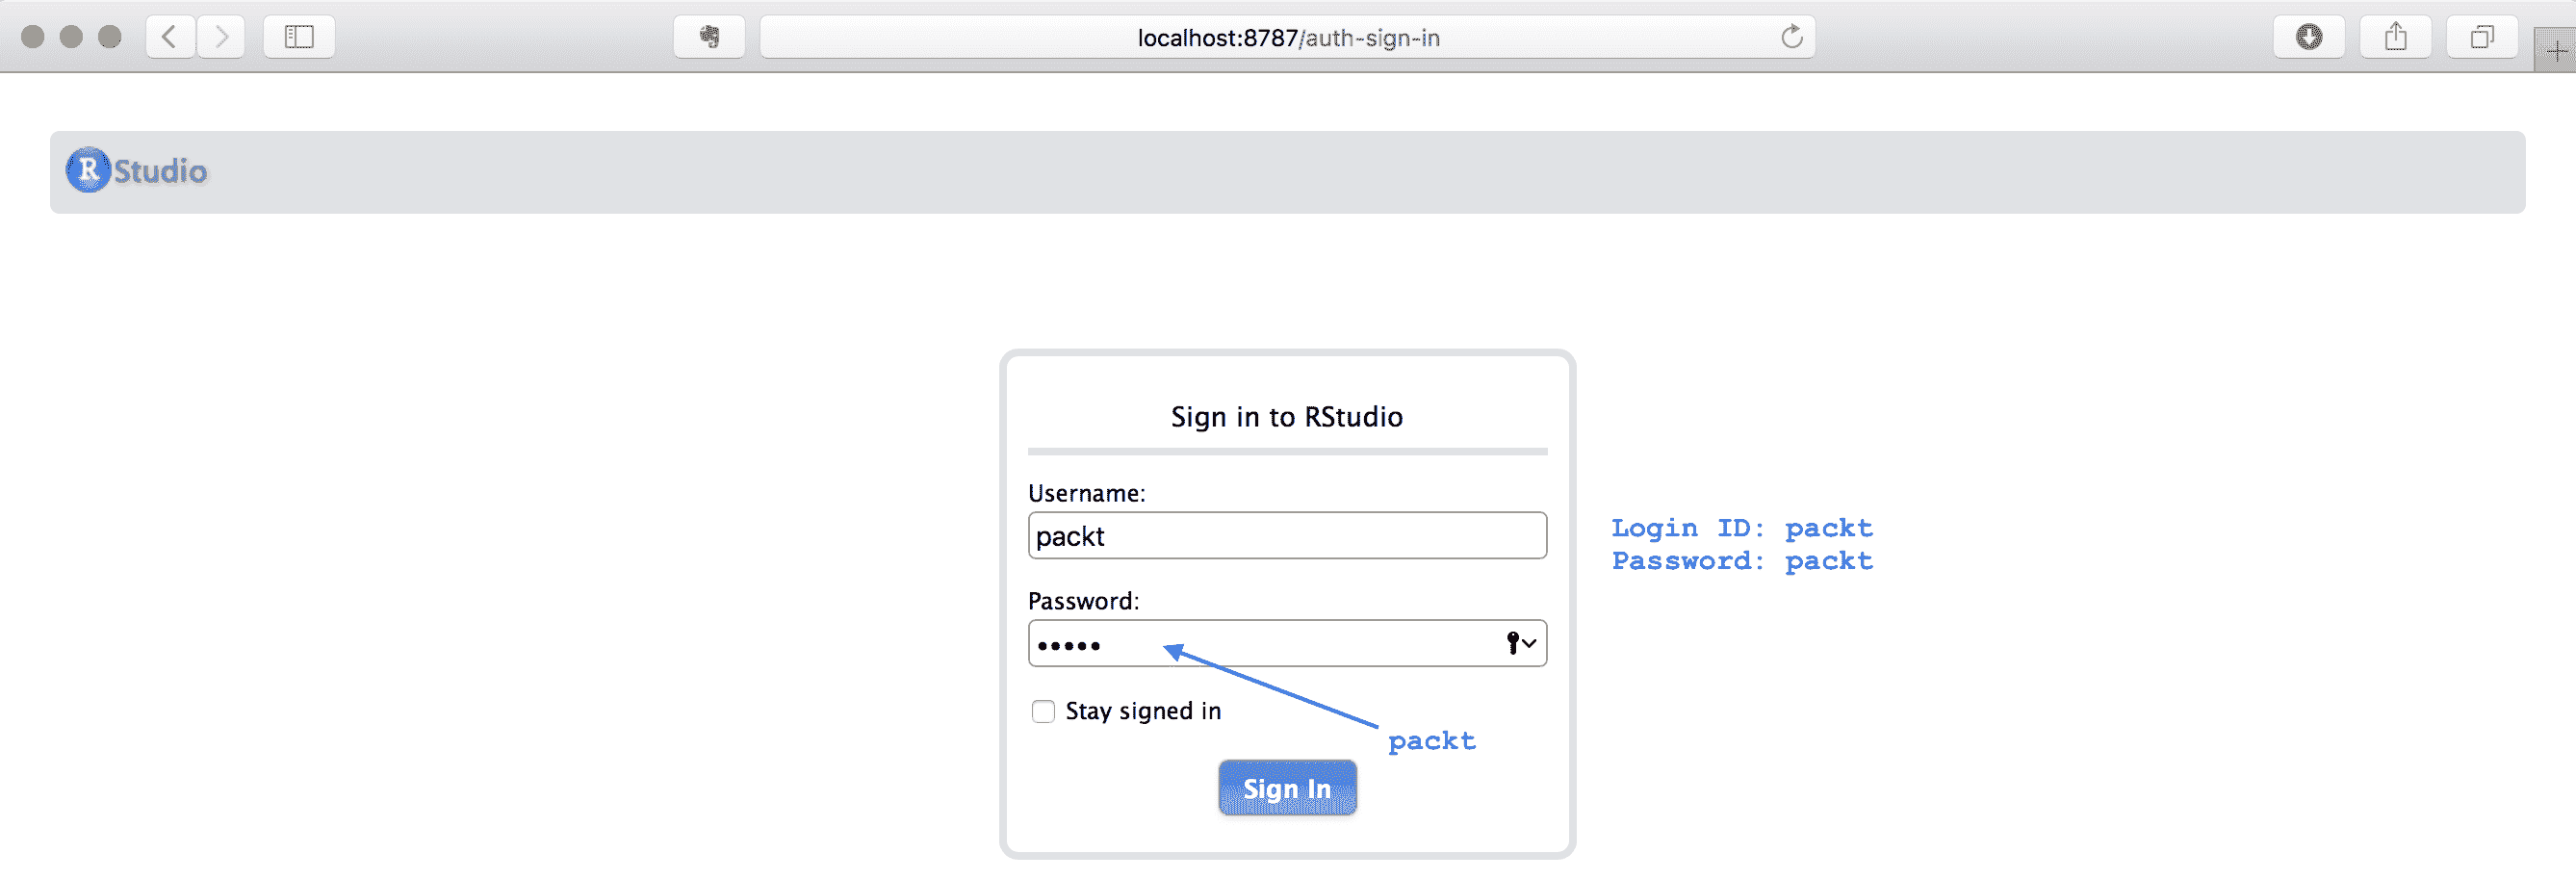 localhost:8787/auth-sign-in
R Studio
Sign in to RStudio
Username:
packt
Login ID: packt
Password: packt
Password:
•••••
Stay signed in
packt
Sign In